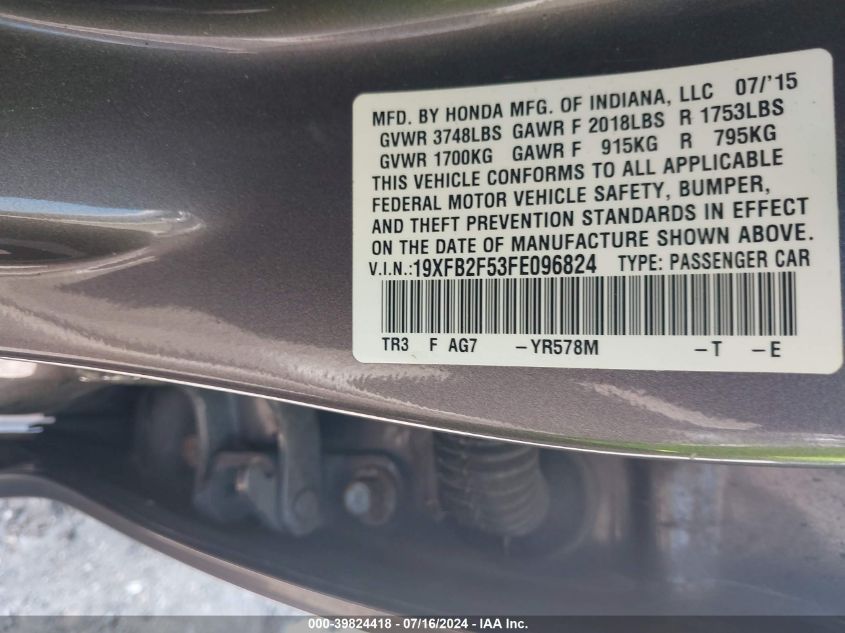 MFD. BY HONDA MFG. OF INDIANA, LLC 07/'15
GVWR 3748LBS GAWR F 2018LBS R 1753LBS
GVWR 1700KG GAWR F 915KG R 795KG
THIS VEHICLE CONFORMS TO ALL APPLICABLE
FEDERAL MOTOR VEHICLE SAFETY, BUMPER,
AND THEFT PREVENTION STANDARDS IN EFFECT
ON THE DATE OF MANUFACTURE SHOWN ABOVE.
V.I.N.:19XFB2F53FE096824 TYPE: PASSENGER CAR
TR3 F AG7 –YR578M –T –E
000-39824418 - 07/16/2024 - IAA Inc.